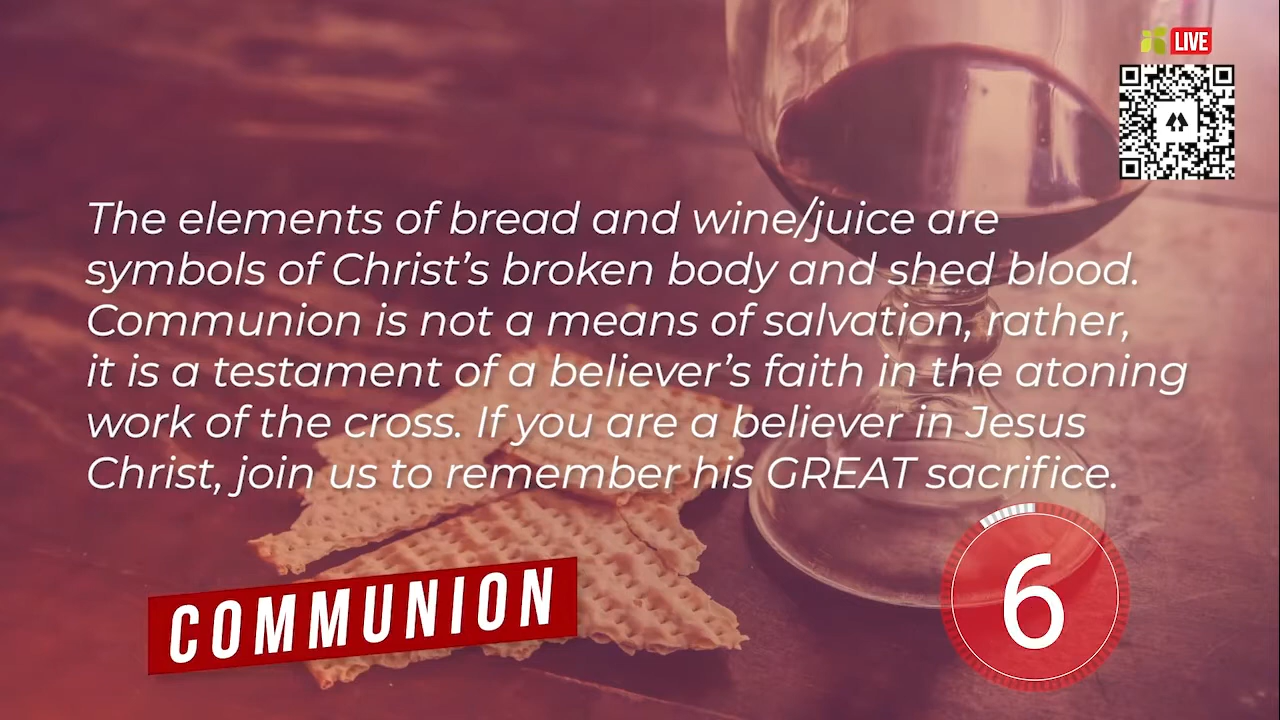 LIVE
The elements of bread and wine/juice are
symbols of Christ’s broken body and shed blood.
Communion is not a means of salvation, rather,
it is a testament of a believer’s faith in the atoning
work of the cross. If you are a believer in Jesus
Christ, join us to remember his GREAT sacrifice.
COMMUNION
6